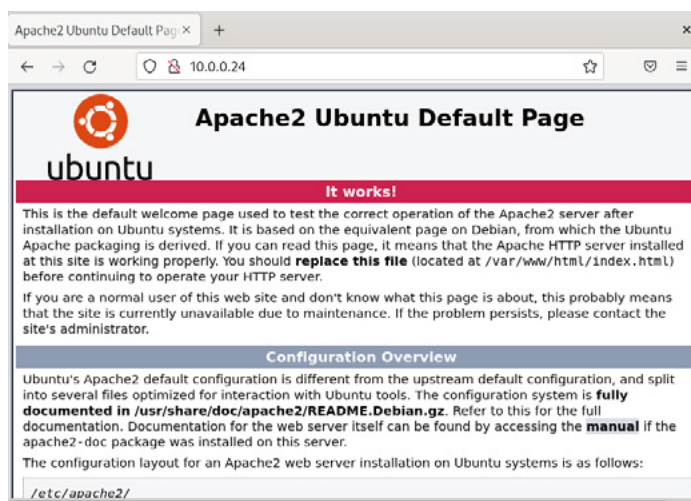 Apache2 Ubuntu Default Pag
10.0.0.24
ubuntu
Apache2 Ubuntu Default Page
It works!
This is the default welcome page used to test the correct operation of the Apache2 server after
installation on Ubuntu systems. It is based on the equivalent page on Debian, from which the Ubuntu
Apache packaging is derived. If you can read this page, it means that the Apache HTTP server installed
at this site is working properly. You should replace this file (located at /var/www/html/index.html)
before continuing to operate your HTTP server.
If you are a normal user of this web site and don't know what this page is about, this probably means
that the site is currently unavailable due to maintenance. If the problem persists, please contact the
site's administrator.
Configuration Overview
Ubuntu's Apache2 default configuration is different from the upstream default configuration, and split
into several files optimized for interaction with Ubuntu tools. The configuration system is fully
documented in /usr/share/doc/apache2/README.Debian.gz. Refer to this for the full
documentation. Documentation for the web server itself can be found by accessing the manual if the
apache2-doc package was installed on this server.
The configuration layout for an Apache2 web server installation on Ubuntu systems is as follows:
/etc/apache2/